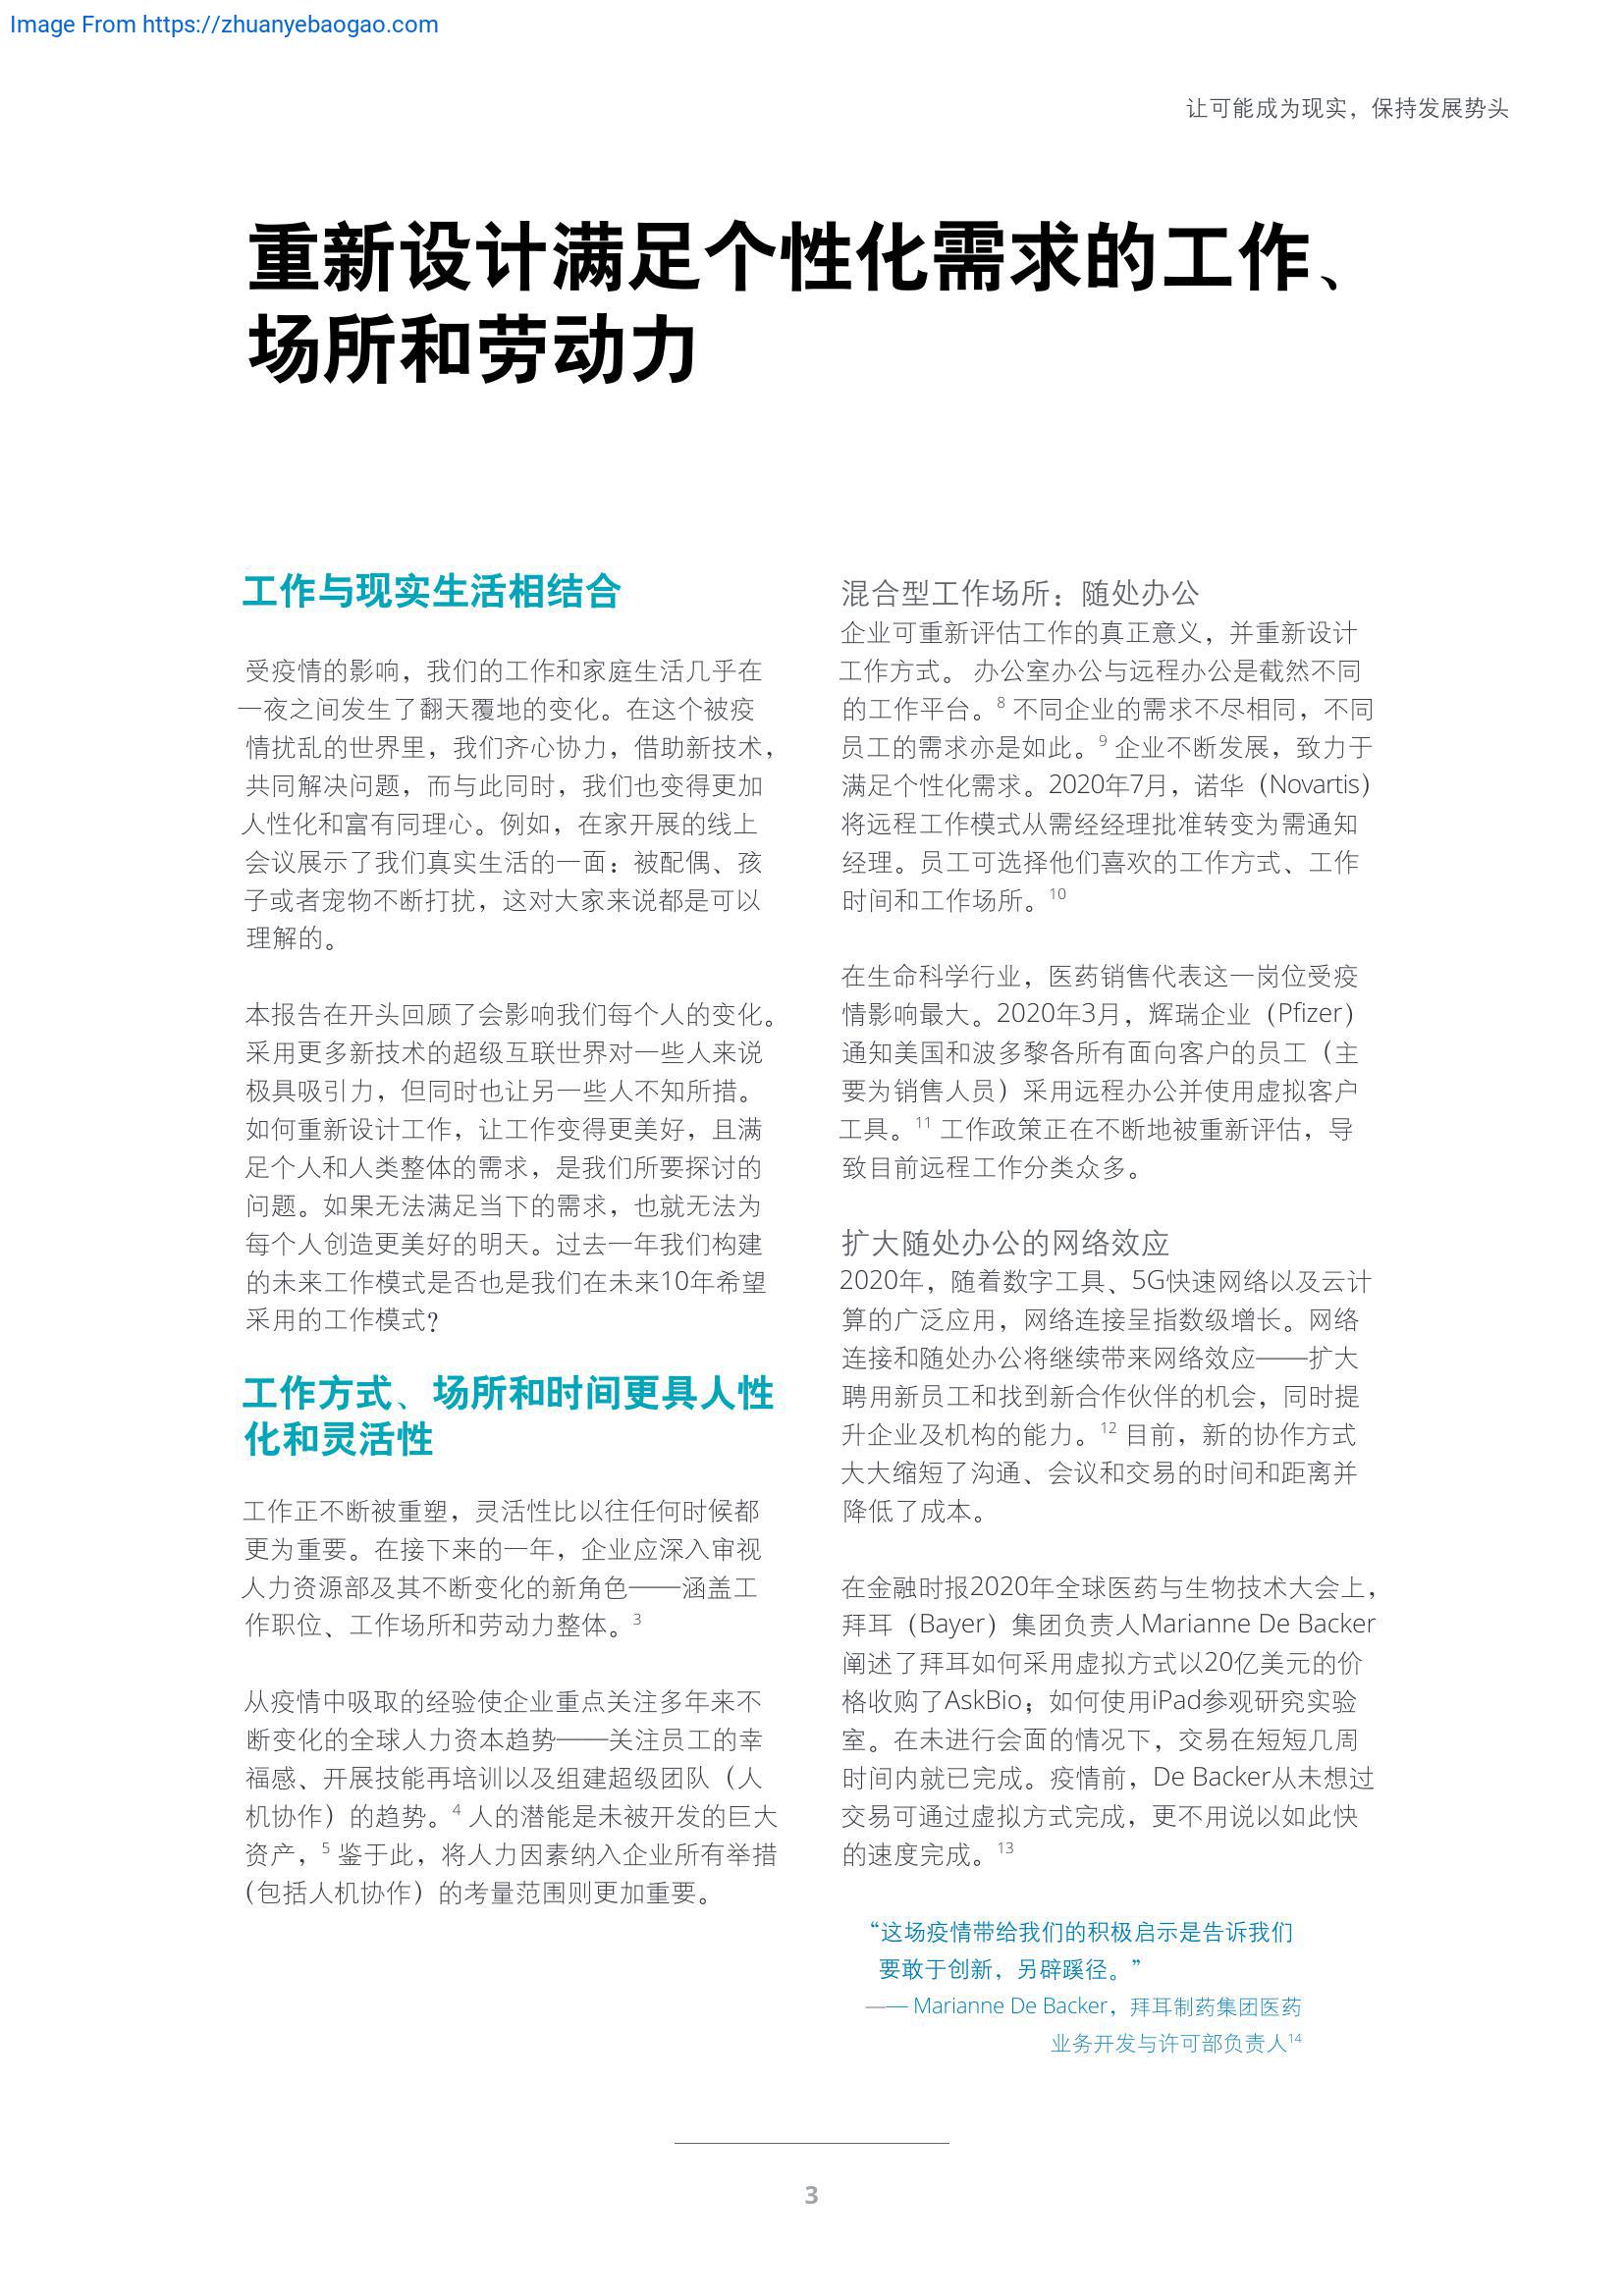 Image From https://zhuanyebaogao.com
让可能成为现实，保持发展势头
重新设计满足个性化需求的工作、
场所和劳动力
工作与现实生活相结合
受疫情的影响，我们的工作和家庭生活几乎在
一夜之间发生了翻天覆地的变化。在这个被疫
情扰乱的世界里，我们齐心协力，借助新技术，
共同解决问题，而与此同时，我们也变得更加
人性化和富有同理心。例如，在家开展的线上
会议展示了我们真实生活的一面：被配偶、孩
子或者宠物不断打扰，这对大家来说都是可以
理解的。
本报告在开头回顾了会影响我们每个人的变化。
采用更多新技术的超级互联世界对一些人来说
极具吸引力，但同时也让另一些人不知所措。
如何重新设计工作，让工作变得更美好，且满
足个人和人类整体的需求，是我们所要探讨的
问题。如果无法满足当下的需求，也就无法为
每个人创造更美好的明天。过去一年我们构建
的未来工作模式是否也是我们在未来10年希望
采用的工作模式？
工作方式、场所和时间更具人性
化和灵活性
工作正不断被重塑，灵活性比以往任何时候都
更为重要。在接下来的一年，企业应深入审视
人力资源部及其不断变化的新角色——涵盖工
作职位、工作场所和劳动力整体。3
从疫情中吸取的经验使企业重点关注多年来不
断变化的全球人力资本趋势——关注员工的幸
福感、开展技能再培训以及组建超级团队（人
机协作）的趋势。4 人的潜能是未被开发的巨大
资产，5 鉴于此，将人力因素纳入企业所有举措
（包括人机协作）的考量范围则更加重要。
混合型工作场所：随处办公
企业可重新评估工作的真正意义，并重新设计
工作方式。 办公室办公与远程办公是截然不同
的工作平台。8 不同企业的需求不尽相同，不同
员工的需求亦是如此。9 企业不断发展，致力于
满足个性化需求。2020年7月，诺华（Novartis）
将远程工作模式从需经经理批准转变为需通知
经理。员工可选择他们喜欢的工作方式、工作
时间和工作场所。10
在生命科学行业，医药销售代表这一岗位受疫
情影响最大。2020年3月，辉瑞企业（Pfizer）
通知美国和波多黎各所有面向客户的员工（主
要为销售人员）采用远程办公并使用虚拟客户
工具。11 工作政策正在不断地被重新评估，导
致目前远程工作分类众多。
扩大随处办公的网络效应
2020年，随着数字工具、5G快速网络以及云计
算的广泛应用，网络连接呈指数级增长。网络
连接和随处办公将继续带来网络效应——扩大
聘用新员工和找到新合作伙伴的机会，同时提
升企业及机构的能力。12 目前，新的协作方式
大大缩短了沟通、会议和交易的时间和距离并
降低了成本。
在金融时报2020年全球医药与生物技术大会上，
拜耳（Bayer）集团负责人Marianne De Backer
阐述了拜耳如何采用虚拟方式以20亿美元的价
格收购了AskBio；如何使用iPad参观研究实验
室。在未进行会面的情况下，交易在短短几周
时间内就已完成。疫情前，De Backer从未想过
交易可通过虚拟方式完成，更不用说以如此快
的速度完成。13
“这场疫情带给我们的积极启示是告诉我们
要敢于创新，另辟蹊径。”
—— Marianne De Backer，拜耳制药集团医药
业务开发与许可部负责人14
3